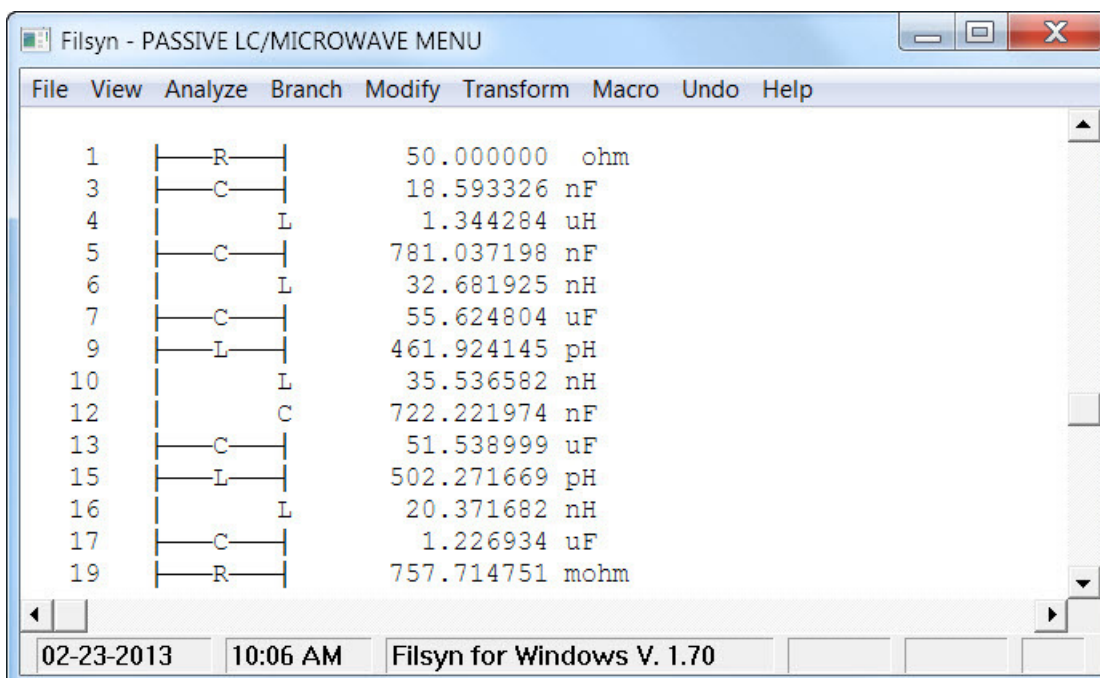 Filsyn - PASSIVE LC/MICROWAVE MENU
File View Analyze Branch Modify Transform Macro Undo Help
1 R 50.000000 ohm
3 C 18.593326 nF
4 L 1.344284 uH
5 C 781.037198 nF
6 L 32.681925 nH
7 C 55.624804 uF
9 L 461.924145 pH
10 L 35.536582 nH
12 C 722.221974 nF
13 C 51.538999 uF
15 L 502.271669 pH
16 L 20.371682 nH
17 C 1.226934 uF
19 R 757.714751 mohm
02-23-2013 10:06 AM Filsyn for Windows V. 1.70